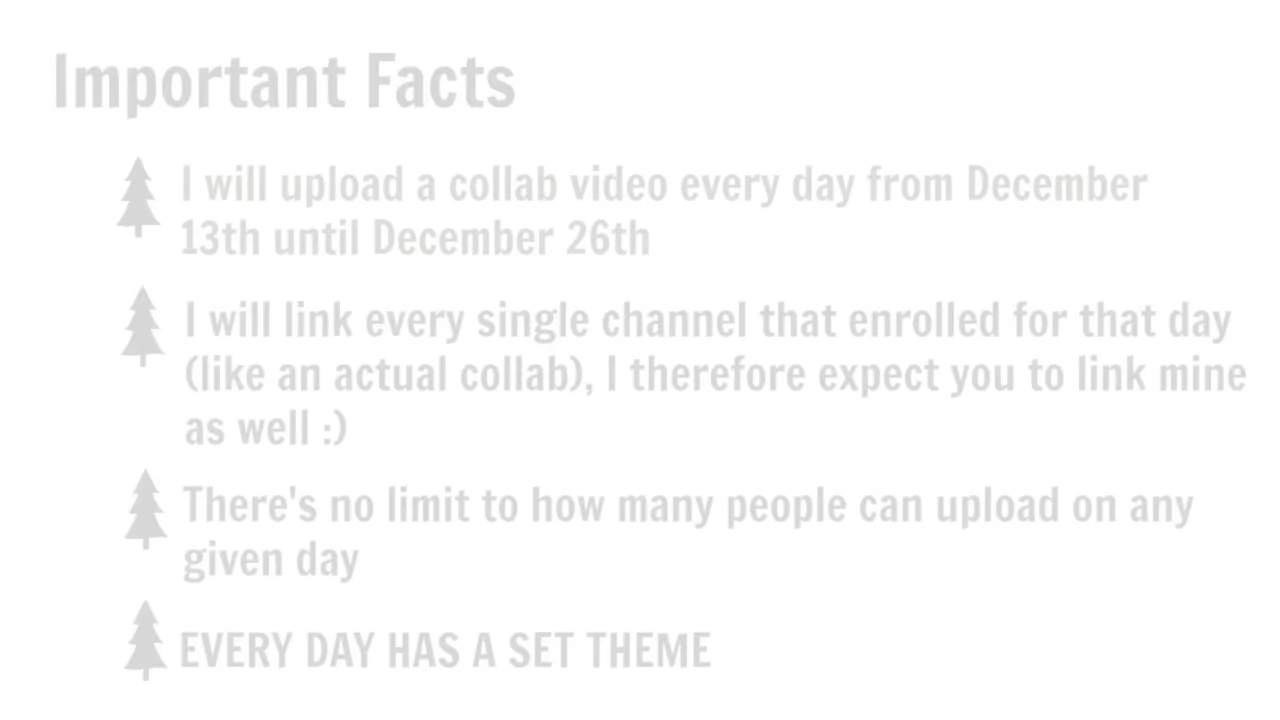 Important Facts
I will upload a collab video every day from December
13th until December 26th
I will link every single channel that enrolled for that day
(like an actual collab), I therefore expect you to link mine
as well :)
There's no limit to how many people can upload on any
given day
EVERY DAY HAS A SET THEME